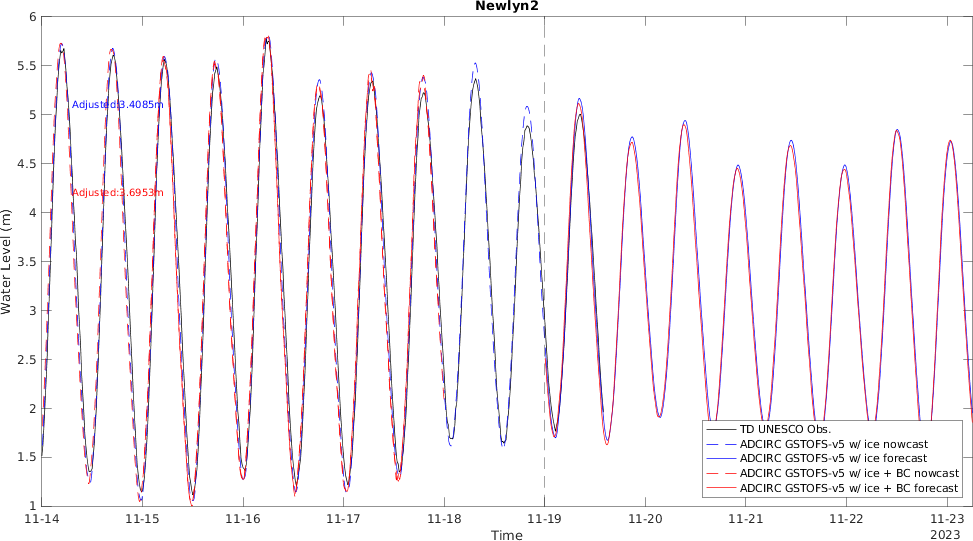 Newlyn2
6
5.5
5
4.5
4
3.5
3
2.5
2
1.5
1
Water Level (m)
Adjusted:3.4085m
Adjusted:3.6953m
TD UNESCO Obs.
ADCIRC GSTOFS-v5 w/ ice nowcast
ADCIRC GSTOFS-v5 w/ ice forecast
ADCIRC GSTOFS-v5 w/ ice + BC nowcast
ADCIRC GSTOFS-v5 w/ ice + BC forecast
11-14 11-15 11-16 11-17 11-18 11-19 11-20 11-21 11-22 11-23
2023
Time